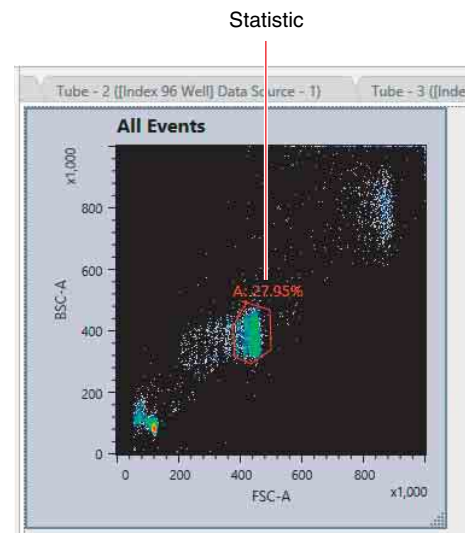 Statistic
Tube - 2 ([Index 96 Well] Data Source - 1)
Tube - 3 ([Inde
All Events
x1,000
800
600
400
200
0
BSC-A
A: 27.95%
0 200 400 600 800
FSC-A
x1,000